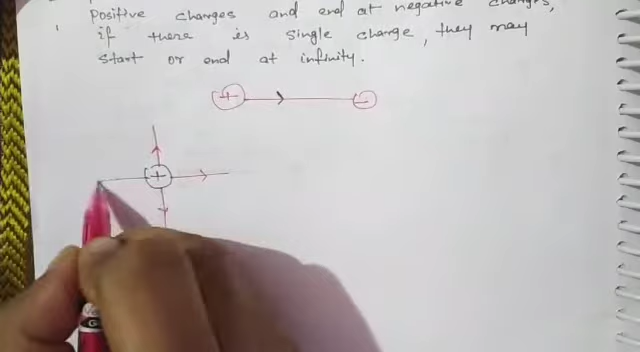 positive charges and end at negative charges,
if there is single charge, they may
start or end at infinity.
+ -
+